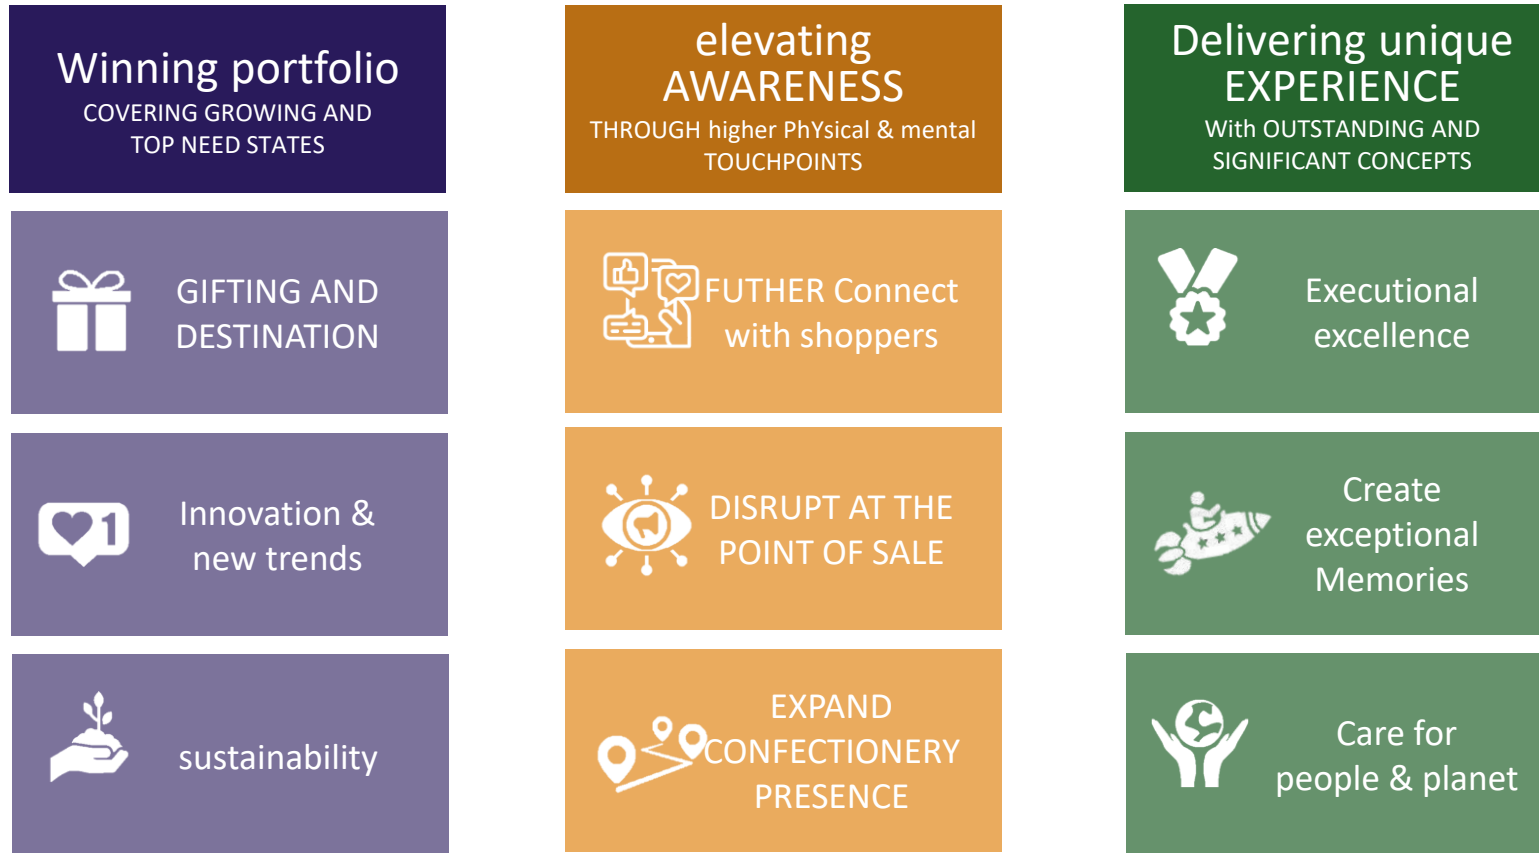 Winning portfolio
COVERING GROWING AND
TOP NEED STATES
GIFTING AND
DESTINATION
1
Innovation &
new trends
sustainability
elevating
AWARENESS
THROUGH higher PhYsical & mental
TOUCHPOINTS
FUTHER Connect
with shoppers
DISRUPT AT THE
POINT OF SALE
EXPAND
CONFECTIONERY
PRESENCE
Delivering unique
EXPERIENCE
With OUTSTANDING AND
SIGNIFICANT CONCEPTS
Executional
excellence
Create
exceptional
Memories
Care for
people & planet